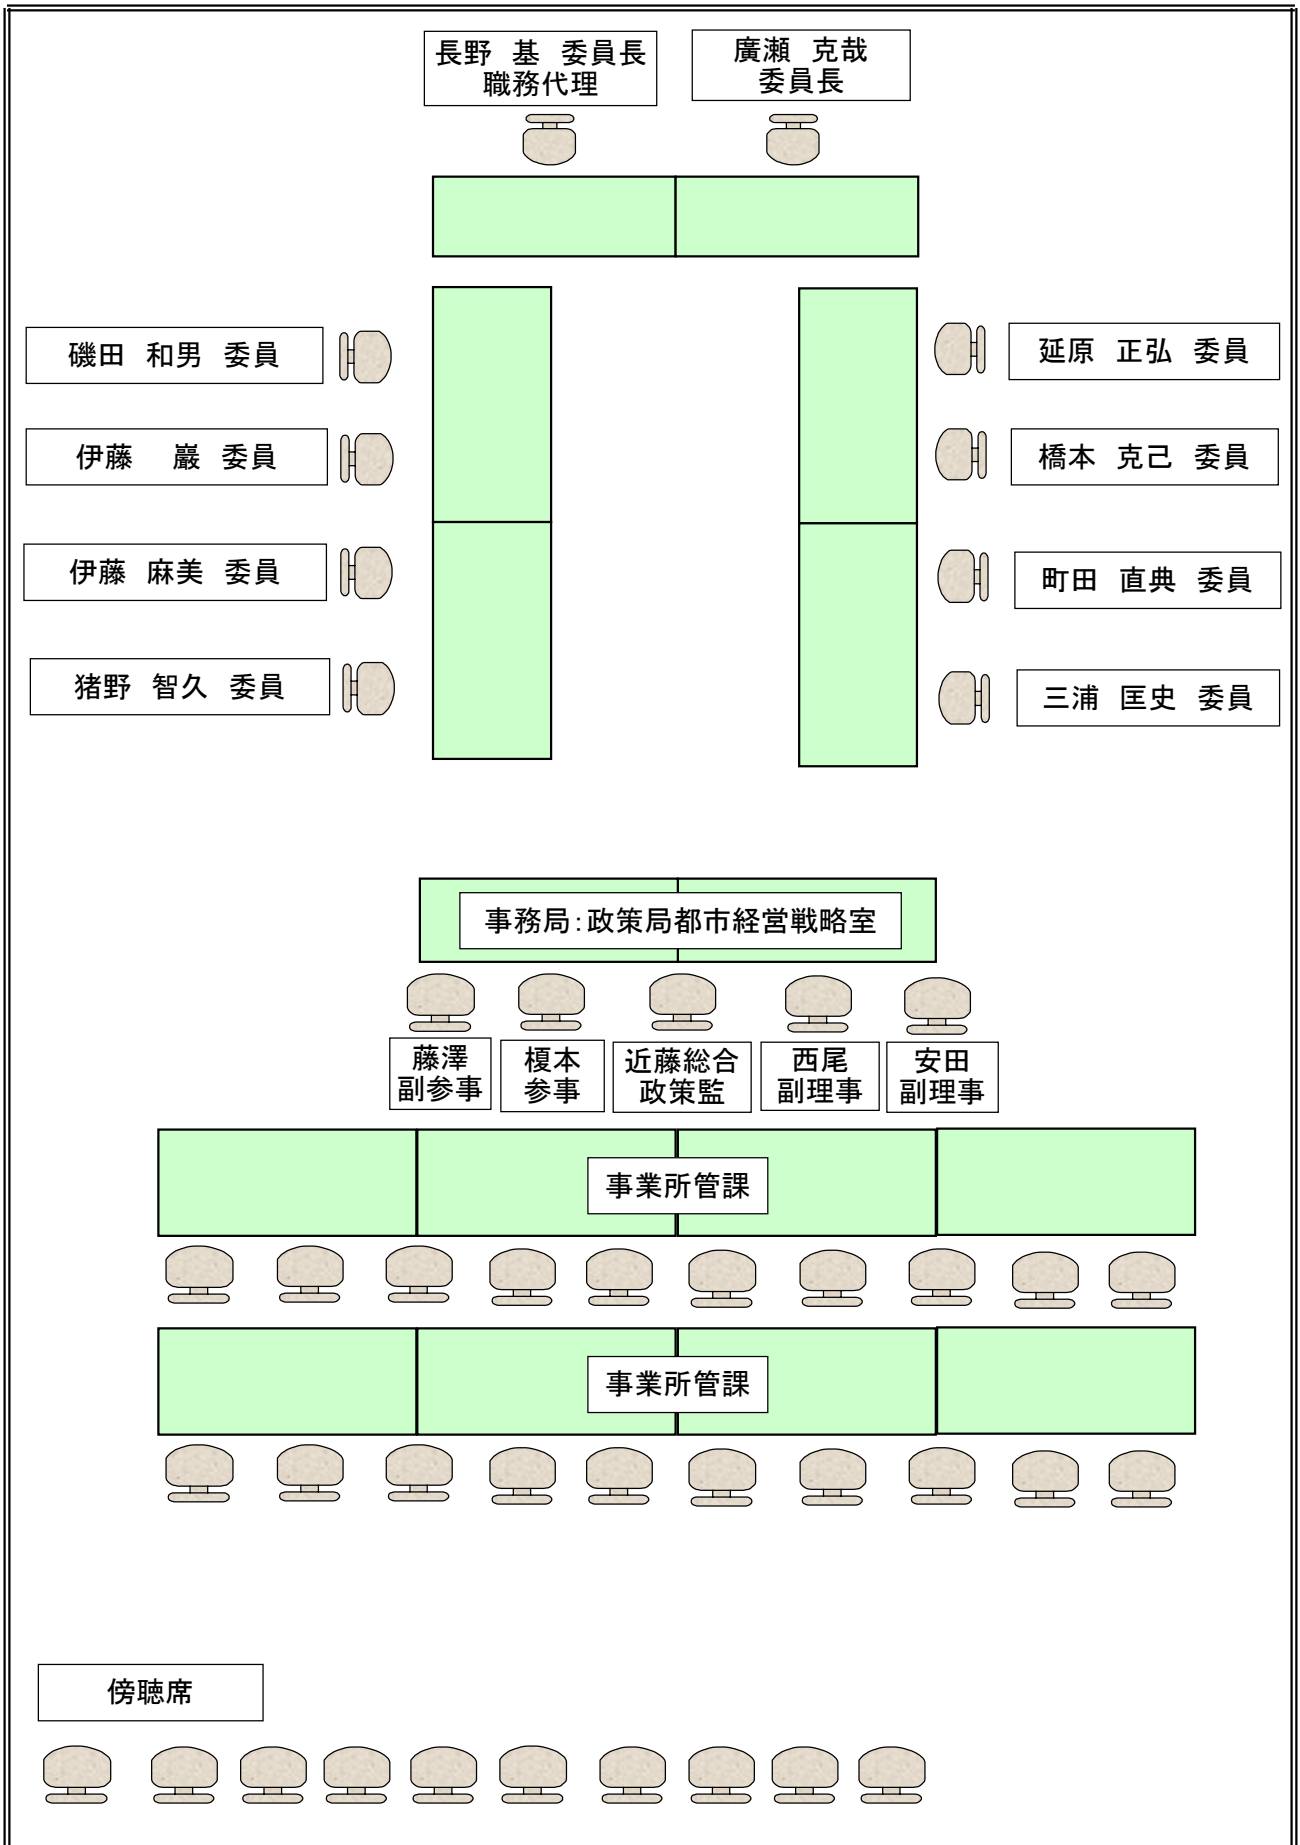 長野 基 委員長
職務代理
廣瀬 克哉
委員長
磯田 和男 委員
延原 正弘 委員
伊藤 巖 委員
橋本 克己 委員
伊藤 麻美 委員
町田 直典 委員
猪野 智久 委員
三浦 匡史 委員
事務局:政策局都市経営戦略室
藤澤
副参事
榎本
参事
近藤総合
政策監
西尾
副理事
安田
副理事
事業所管課
事業所管課
傍聴席